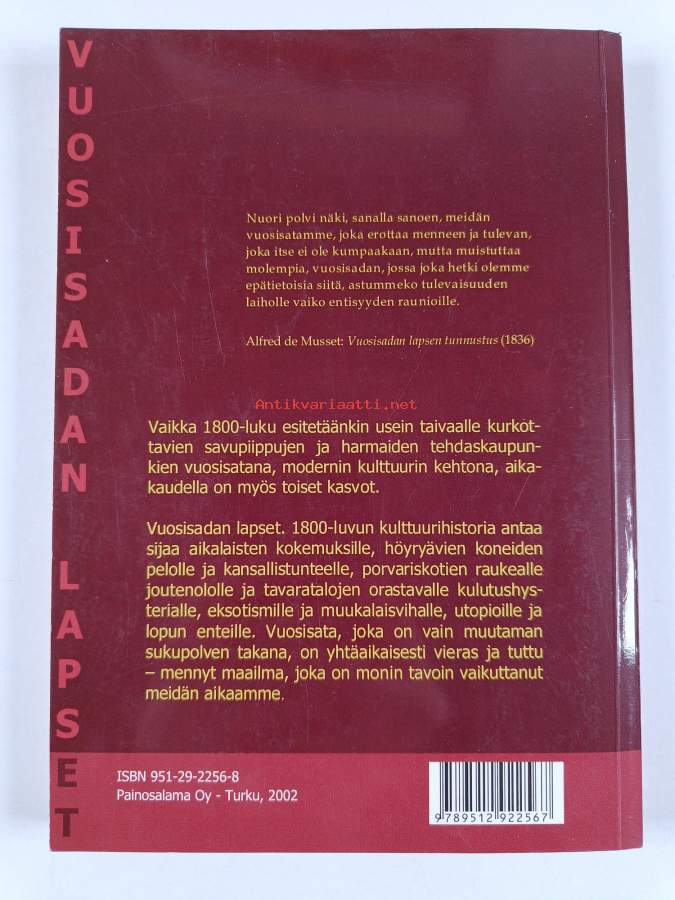 VUOSISADAN LAPSET
Nuori polvi näki, sanalla sanoen, meidän
vuosisatamme, joka erottaa menneen ja tulevan,
joka itse ei ole kumpaakaan, mutta muistuttaa
molempia, vuosisadan, jossa joka hetki olemme
epätietoisia siitä, astummeko tulevaisuuden
laiholle vaiko entisyyden raunioille.
Alfred de Musset: Vuosisadan lapsen tunnustus (1836)
Antikvariaatti.net
Vaikka 1800-luku esitetäänkin usein taivaalle kurkot-
tavien savupiippujen ja harmaiden tehdaskaupun-
kien vuosisatana, modernin kulttuurin kehtona, aika-
kaudella on myös toiset kasvot.
Vuosisadan lapset. 1800-luvun kulttuurihistoria antaa
sijaa aikalaisten kokemuksille, höyryävien koneiden
pelolle ja kansallistunteelle, porvariskotien raukealle
joutenololle ja tavaratalojen orastavalle kulutushys-
terialle, eksotismille ja muukalaisvihalle, utopioille ja
lopun enteille. Vuosisata, joka on vain muutaman
sukupolven takana, on yhtäaikaisesti vieras ja tuttu
– mennyt maailma, joka on monin tavoin vaikuttanut
meidän aikaamme.
ISBN 951-29-2256-8
Painosalama Oy - Turku, 2002
9789512922567